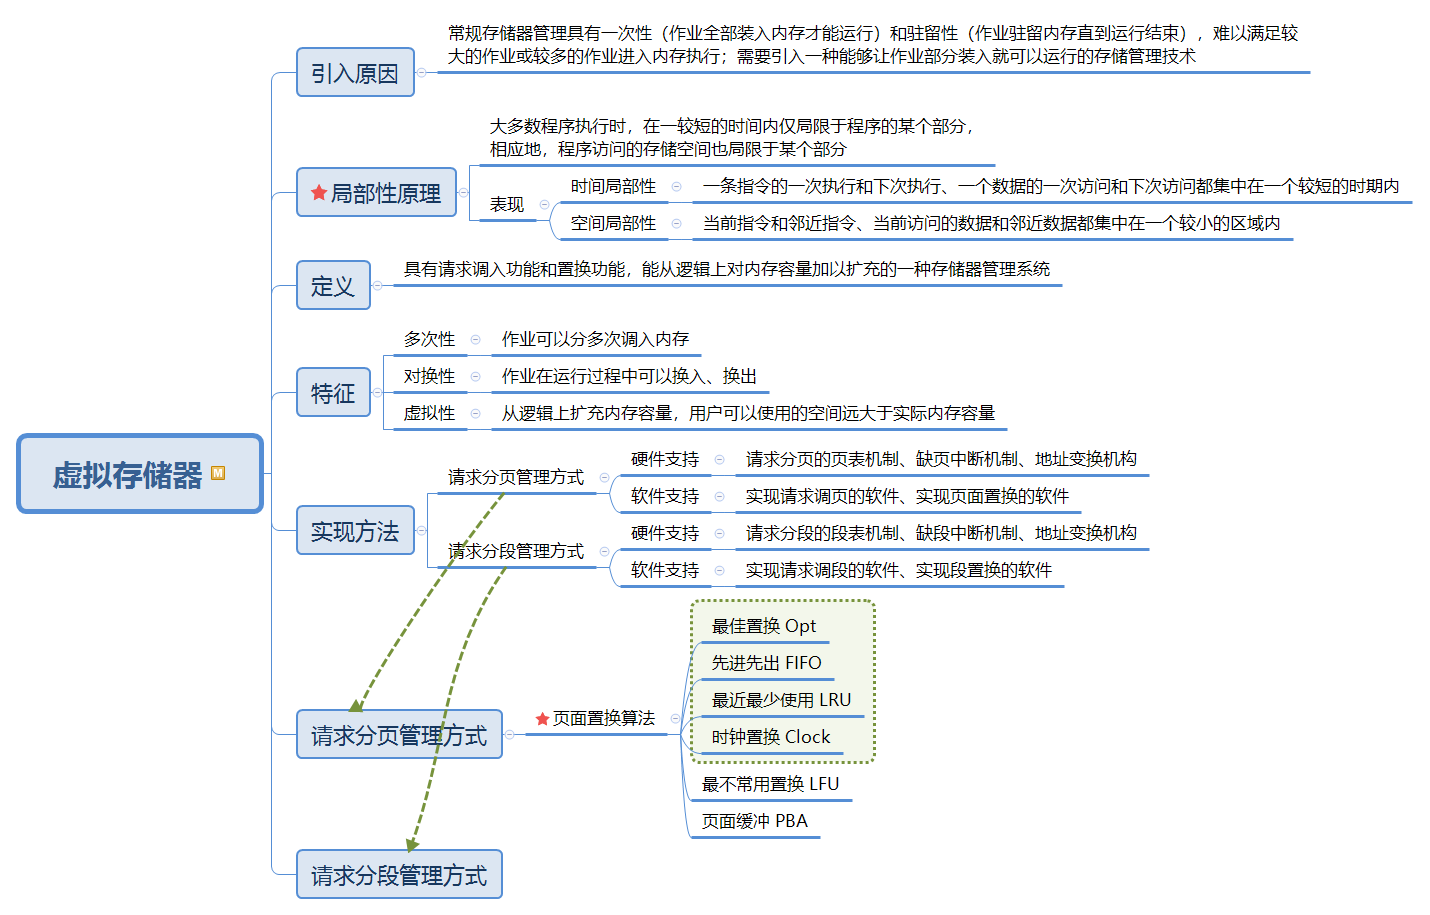 虚拟存储器
引入原因
常规存储器管理具有一次性（作业全部装入内存才能运行）和驻留性（作业驻留内存直到运行结束），难以满足较
大的作业或较多的作业进入内存执行；需要引入一种能够让作业部分装入就可以运行的存储管理技术
局部性原理
大多数程序执行时，在一较短的时间内仅局限于程序的某个部分，
相应地，程序访问的存储空间也局限于某个部分
表现
时间局部性
一条指令的一次执行和下次执行、一个数据的一次访问和下次访问都集中在一个较短的时期内
空间局部性
当前指令和邻近指令、当前访问的数据和邻近数据都集中在一个较小的区域内
定义
具有请求调入功能和置换功能，能从逻辑上对内存容量加以扩充的一种存储器管理系统
特征
多次性
作业可以分多次调入内存
对换性
作业在运行过程中可以换入、换出
虚拟性
从逻辑上扩充内存容量，用户可以使用的空间远大于实际内存容量
实现方法
请求分页管理方式
硬件支持
请求分页的页表机制、缺页中断机制、地址变换机构
软件支持
实现请求调页的软件、实现页面置换的软件
请求分段管理方式
硬件支持
请求分段的段表机制、缺段中断机制、地址变换机构
软件支持
实现请求调段的软件、实现段置换的软件
请求分页管理方式
页面置换算法
最佳置换 Opt
先进先出 FIFO
最近最少使用 LRU
时钟置换 Clock
最不常用置换 LFU
页面缓冲 PBA
请求分段管理方式
M